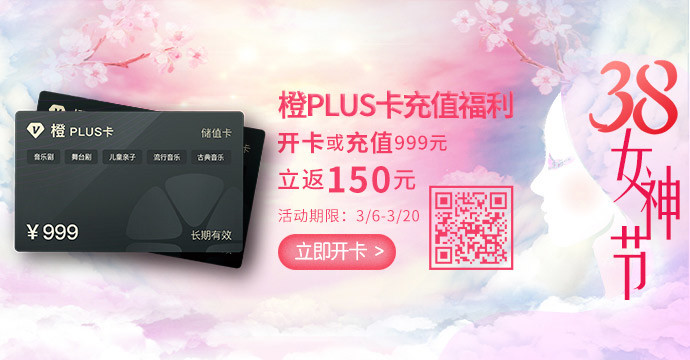 橙 PLUS卡
储值卡
音乐剧 舞台剧 儿童亲子 流行音乐 古典音乐
¥999
长期有效
橙PLUS卡充值福利
开卡或充值999元
立返150元
活动期限：3/6-3/20
立即开卡 >
38
女神节